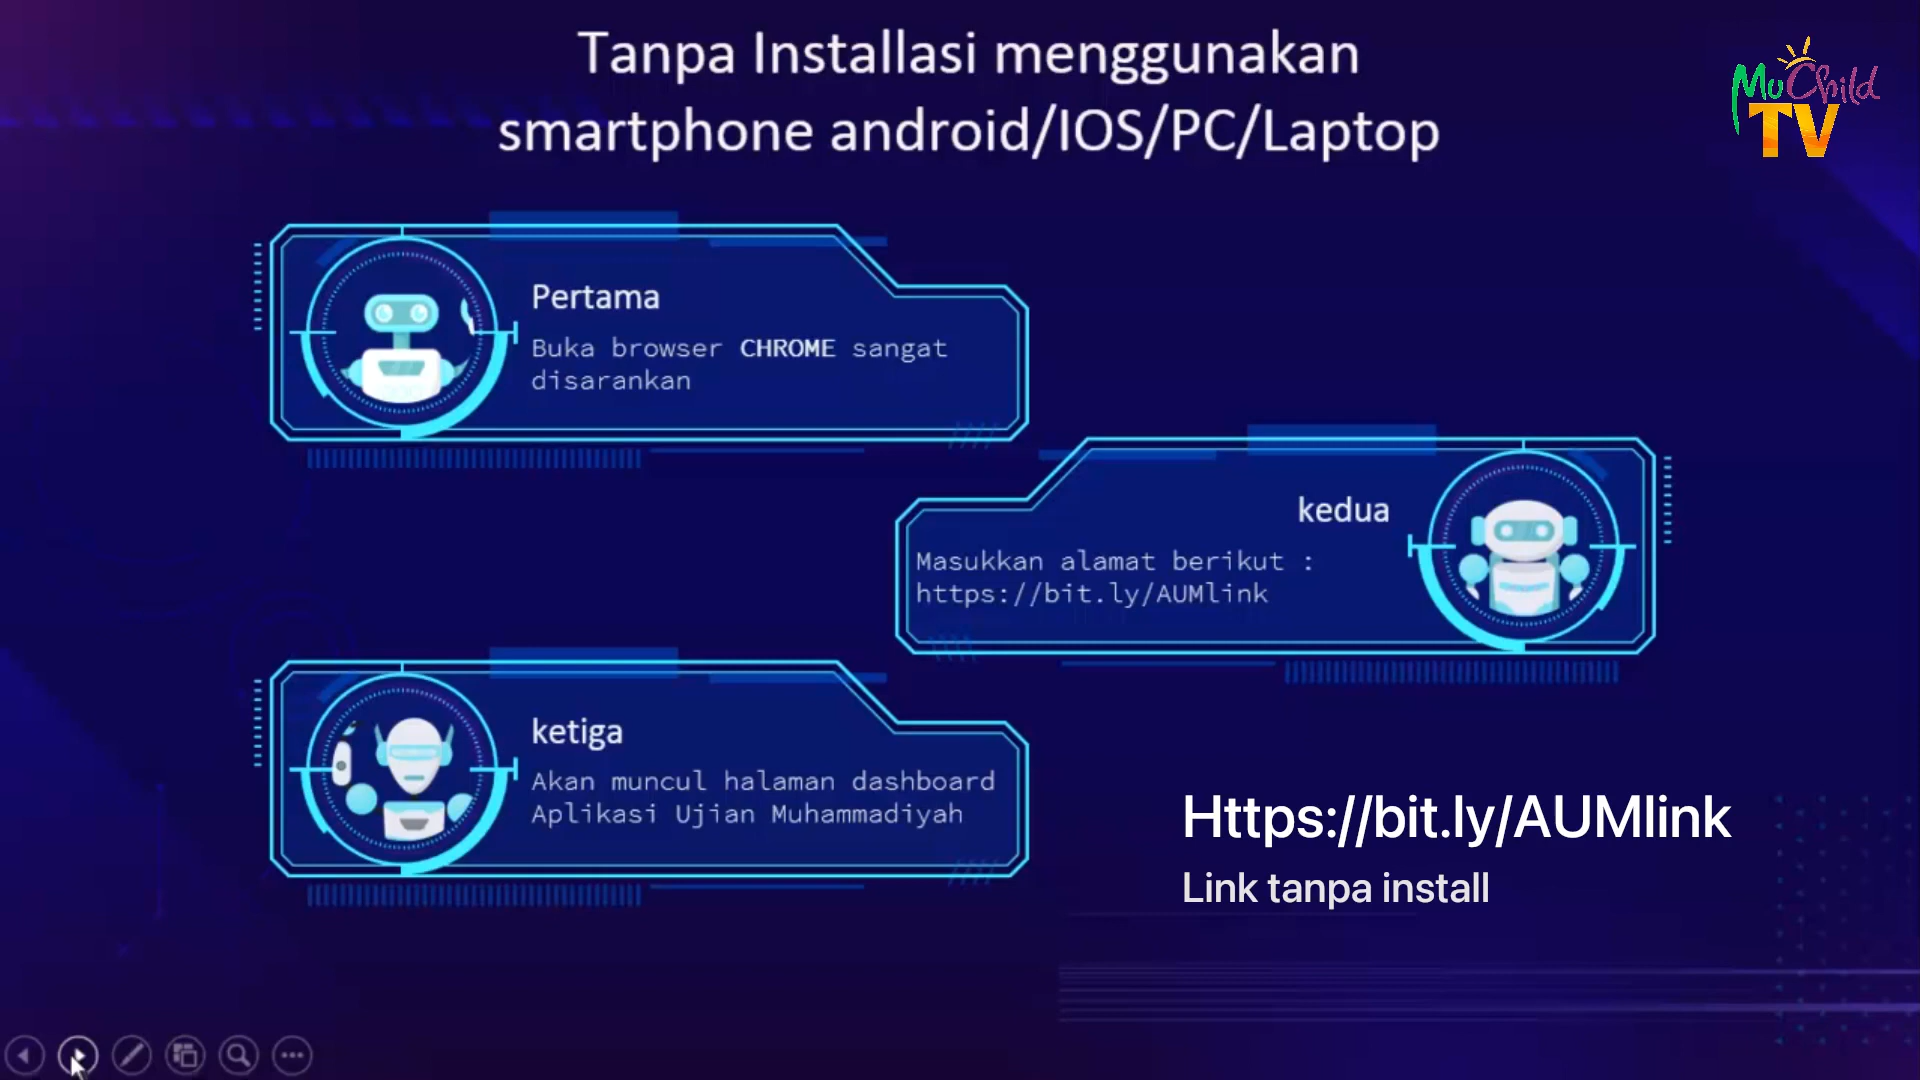 Tanpa Installasi menggunakan
smartphone android/IOS/PC/Laptop
MuChild
TV
Pertama
Buka browser CHROME sangat
disarankan
kedua
Masukkan alamat berikut :
https://bit.ly/AUMlink
ketiga
Akan muncul halaman dashboard
Aplikasi Ujian Muhammadiyah
Https://bit.ly/AUMlink
Link tanpa install